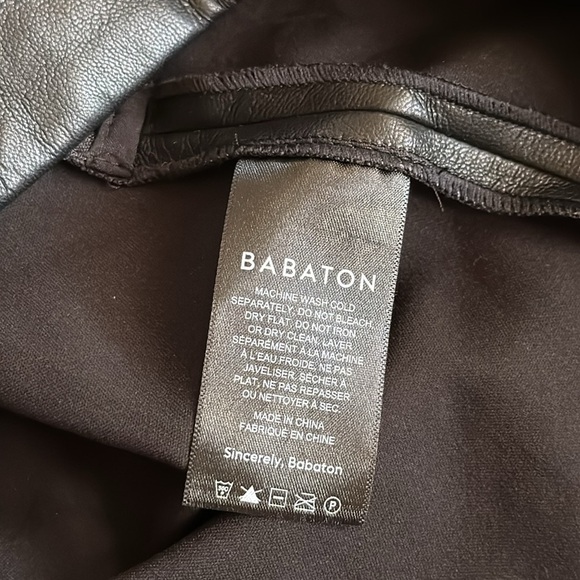 BABATON
MACHINE WASH COLD
SEPARATELY, DO NOT BLEACH,
DRY FLAT, DO NOT IRON
OR DRY CLEAN. LAVER
SÉPARÉMENT À LA MACHINE
À L'EAU FROIDE, NE PAS
JAVELISER. SÉCHER À
PLAT, NE PAS REPASSER
OU NETTOYER À SEC.
MADE IN CHINA
FABRIQUÉ EN CHINE
Sincerely, Babaton